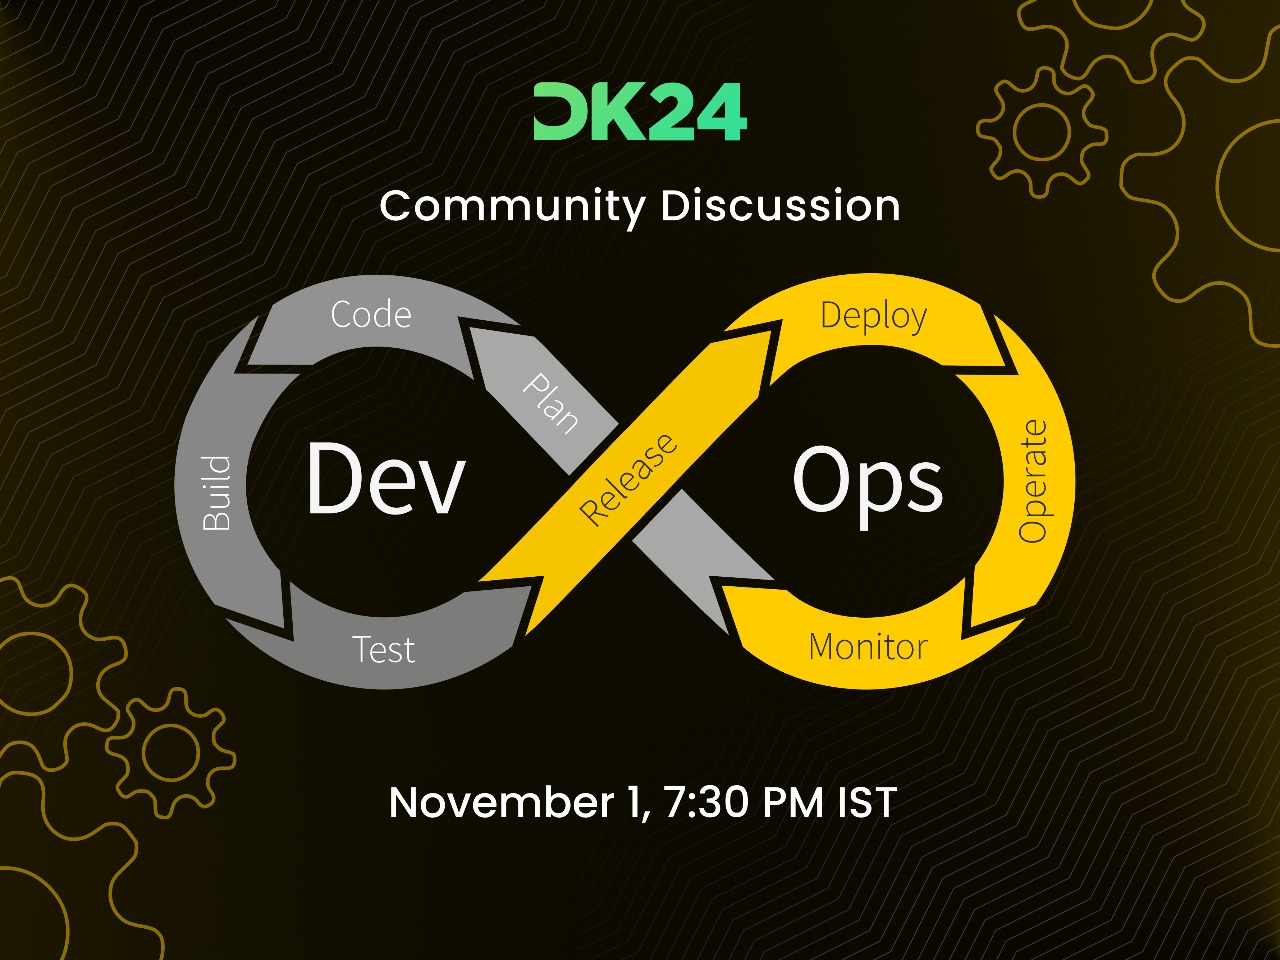 DK24
Community Discussion
Code
Deploy
Plan
Build
Dev
Release
Ops
Operate
Test
Monitor
November 1, 7:30 PM IST